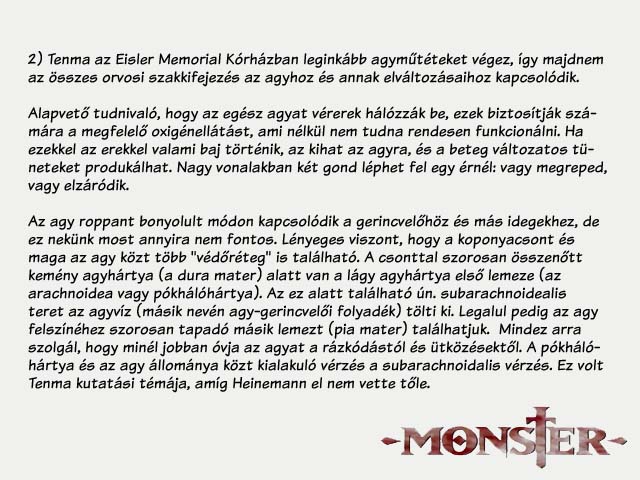 2) Tenma az Eisler Memorial Kórházban leginkább agyműtéteket végez, így majdnem
az összes orvosi szakkifejezés az agyhoz és annak elváltozásaihoz kapcsolódik.
Alapvető tudnivaló, hogy az egész agyat vérerek hálózzák be, ezek biztosítják szá-
mára a megfelelő oxigénellátást, ami nélkül nem tudna rendesen funkcionálni. Ha
ezekkel az erekkel valami baj történik, az kihat az agyra, és a beteg változatos tü-
neteket produkálhat. Nagy vonalakban két gond léphet fel egy érnél: vagy megreped,
vagy elzáródik.
Az agy roppant bonyolult módon kapcsolódik a gerincvelőhöz és más idegekhez, de
ez nekünk most annyira nem fontos. Lényeges viszont, hogy a koponyacsont és
maga az agy közt több "védőréteg" is található. A csonttal szorosan összenőtt
kemény agyhártya (a dura mater) alatt van a lágy agyhártya első lemeze (az
arachnoidea vagy pókhálóhártya). Az ez alatt található ún. subarachnoidealis
teret az agyvíz (másik nevén agy-gerincvelői folyadék) tölti ki. Legalul pedig az agy
felszínéhez szorosan tapadó másik lemezt (pia mater) találhatjuk. Mindez arra
szolgál, hogy minél jobban óvja az agyat a rázkódástól és ütközésektől. A pókháló-
hártya és az agy állománya közt kialakuló vérzés a subarachnoidalis vérzés. Ez volt
Tenma kutatási témája, amíg Heinemann el nem vette tőle.
-MONSTER-